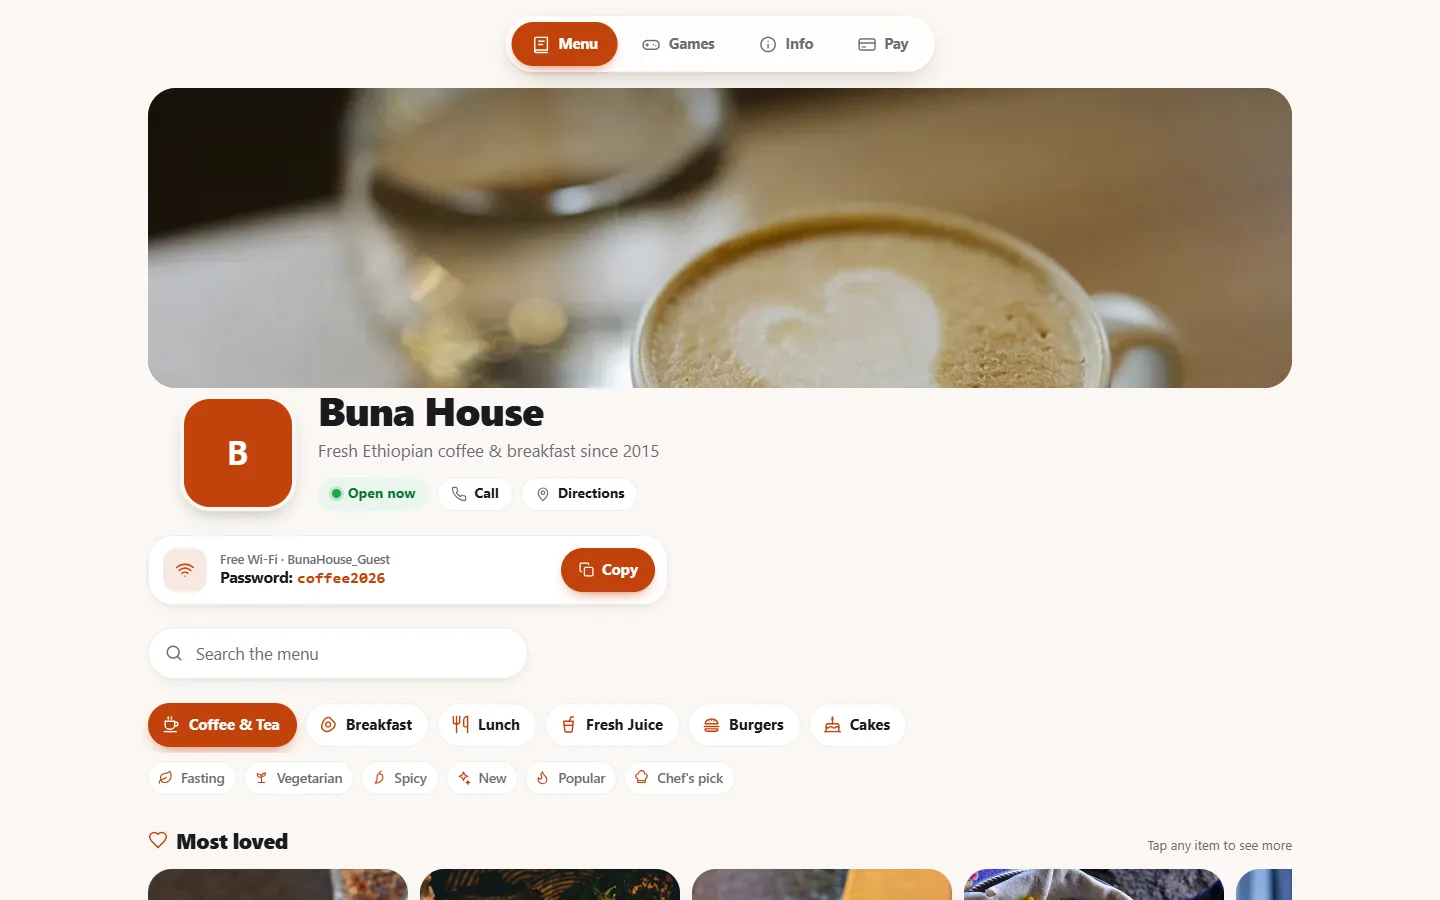 Menu
Games
Info
Pay
Buna House
B
Fresh Ethiopian coffee & breakfast since 2015
Open now
Call
Directions
Free Wi-Fi · BunaHouse_Guest
Password: coffee2026
Copy
Search the menu
Coffee & Tea
Breakfast
Lunch
Fresh Juice
Burgers
Cakes
Fasting
Vegetarian
Spicy
New
Popular
Chef's pick
Most loved
Tap any item to see more